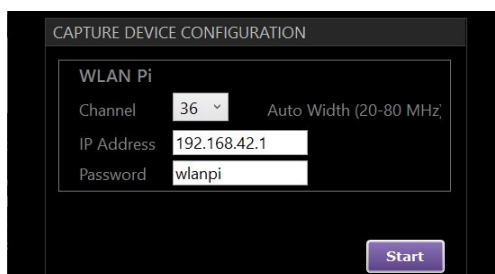 CAPTURE DEVICE CONFIGURATION
WLAN Pi
Channel 36 Auto Width (20-80 MHz)
IP Address 192.168.42.1
Password wlanpi
Start